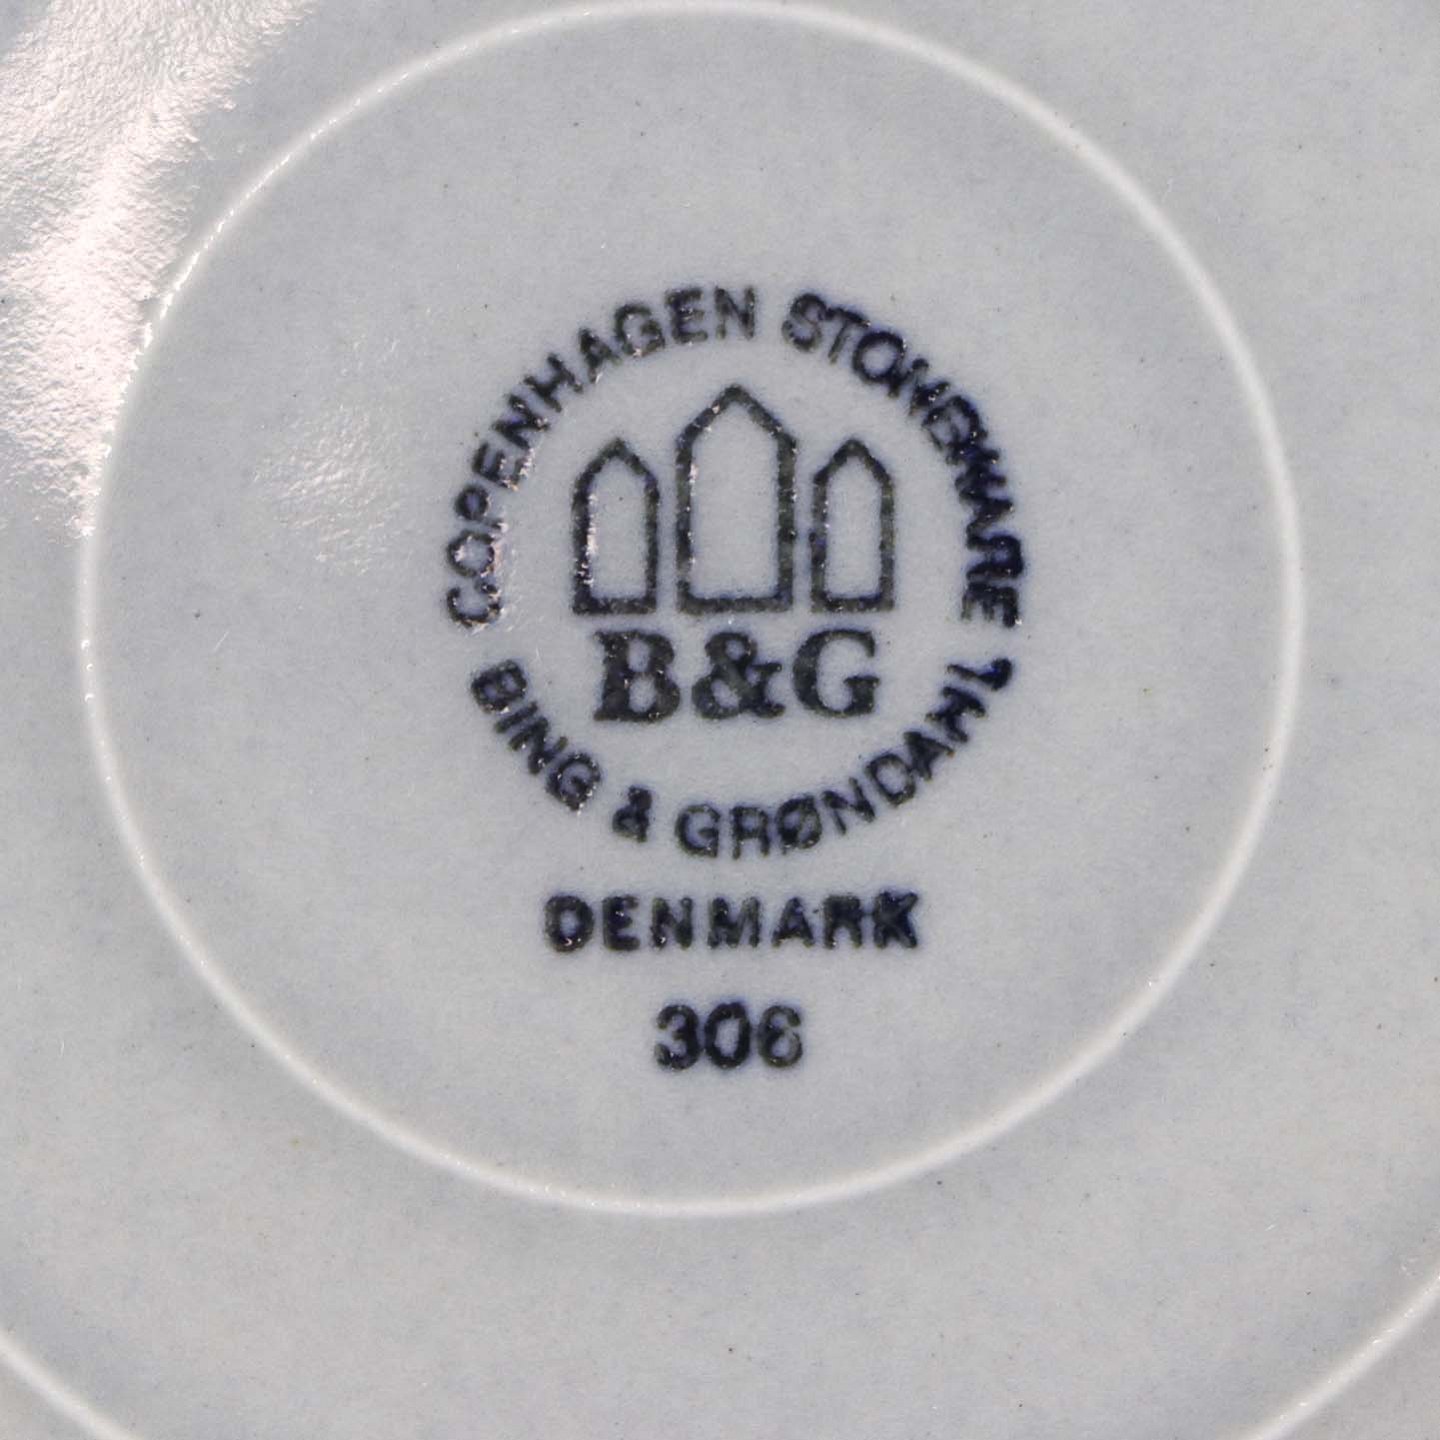 COPENHAGEN STONEWARE
B&G
BING & GRØNDAHL
DENMARK
306